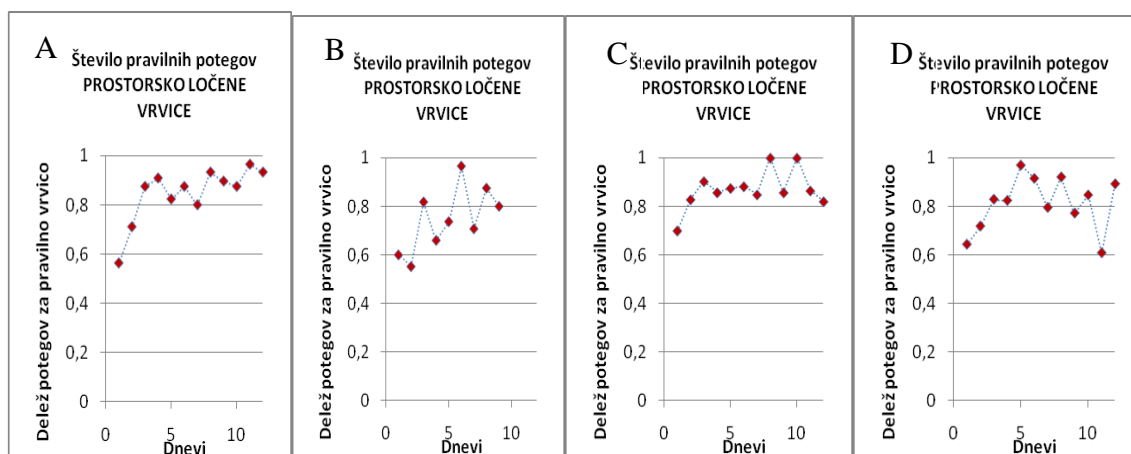 A
Število pravilnih potegov
PROSTORSKO LOČENE
VRVICE
Delež potegov za pravilno vrvico
1
0,8
0,6
0,4
0,2
0
0 5 10
Dnevi
B
Število pravilnih potegov
PROSTORSKO LOČENE
VRVICE
Delež potegov za pravilno vrvico
1
0,8
0,6
0,4
0,2
0
0 5 10
Dnevi
C
Število pravilnih potegov
PROSTORSKO LOČENE
VRVICE
Delež potegov za pravilno vrvico
1
0,8
0,6
0,4
0,2
0
0 5 10
Dnevi
D
Število pravilnih potegov
PROSTORSKO LOČENE
VRVICE
Delež potegov za pravilno vrvico
1
0,8
0,6
0,4
0,2
0
0 5 10
Dnevi